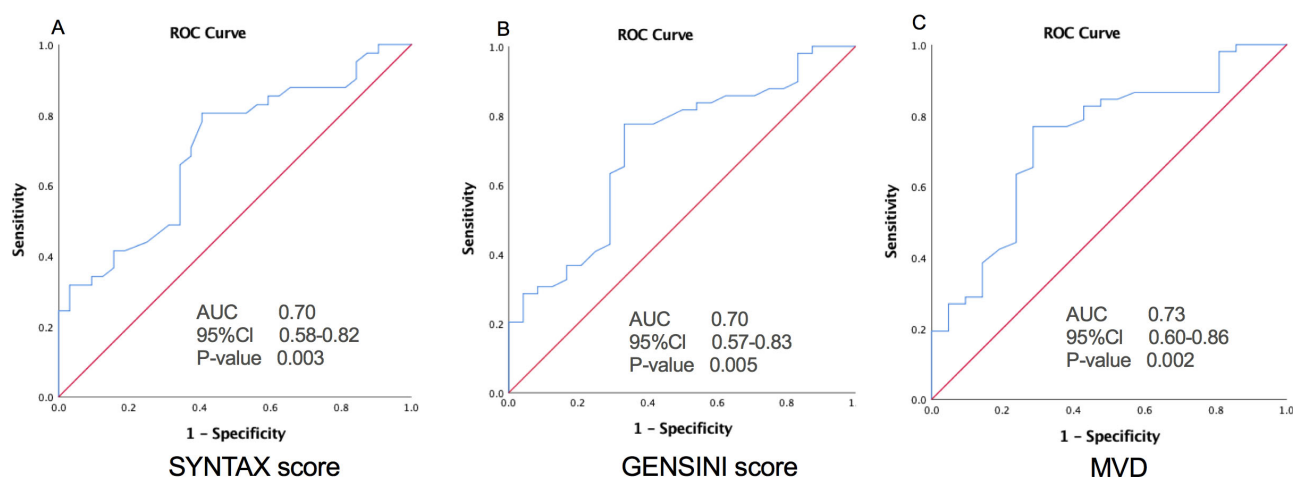 A
ROC Curve
1.0
0.8
0.6
0.4
0.2
0.0
Sensitivity
AUC 0.70
95%CI 0.58-0.82
P-value 0.003
0.0 0.2 0.4 0.6 0.8 1.0
1 - Specificity
SYNTAX score
B
ROC Curve
1.0
0.8
0.6
0.4
0.2
0.0
Sensitivity
AUC 0.70
95%CI 0.57-0.83
P-value 0.005
0.0 0.2 0.4 0.6 0.8 1.
1 - Specificity
GENSINI score
C
ROC Curve
1.0
0.8
0.6
0.4
0.2
0.0
Sensitivity
AUC 0.73
95%CI 0.60-0.86
P-value 0.002
0.0 0.2 0.4 0.6 0.8 1.0
1 - Specificity
MVD